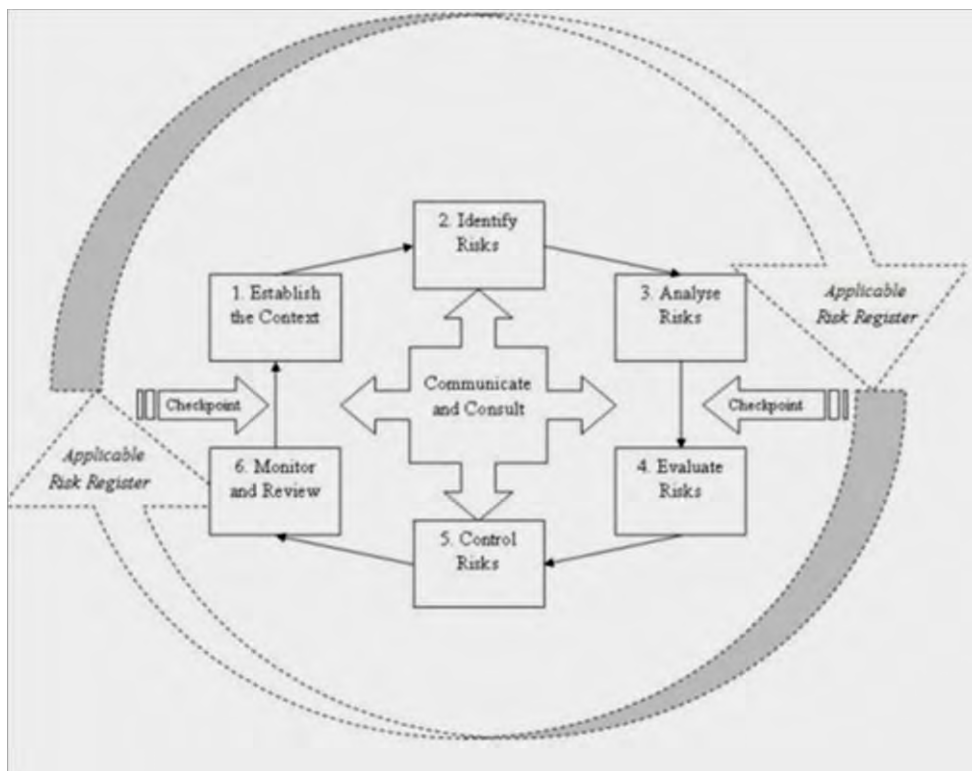 2. Identify
Risks
1. Establish
the Context
3. Analyse
Risks
Applicable
Risk Register
Communicate
and Consult
Checkpoint
Checkpoint
Applicable
Risk Register
6. Monitor
and Review
4. Evaluate
Risks
5. Control
Risks